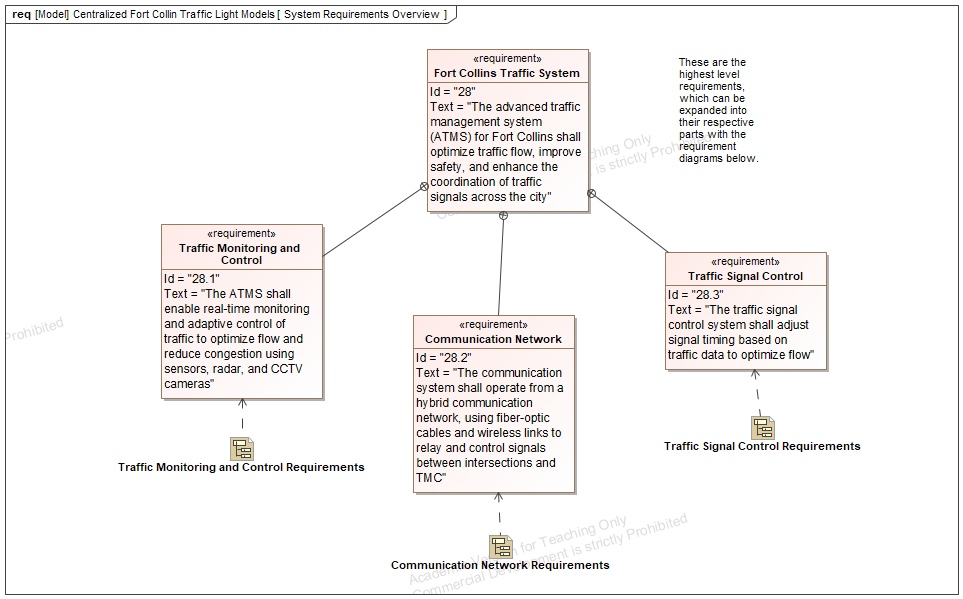 req [Model] Centralized Fort Collin Traffic Light Models [ System Requirements Overview ]
«requirement»
Fort Collins Traffic System
Id = "28"
Text = "The advanced traffic
management system
(ATMS) for Fort Collins shall
optimize traffic flow, improve
safety, and enhance the
coordination of traffic
signals across the city"
These are the
highest level
requirements,
which can be
expanded into
their respective
parts with the
requirement
diagrams below.
«requirement»
Traffic Monitoring and
Control
Id = "28.1"
Text = "The ATMS shall
enable real-time monitoring
and adaptive control of
traffic to optimize flow and
reduce congestion using
sensors, radar, and CCTV
cameras"
Traffic Monitoring and Control Requirements
«requirement»
Communication Network
Id = "28.2"
Text = "The communication
system shall operate from a
hybrid communication
network, using fiber-optic
cables and wireless links to
relay and control signals
between intersections and
TMC"
Communication Network Requirements
«requirement»
Traffic Signal Control
Id = "28.3"
Text = "The traffic signal
control system shall adjust
signal timing based on
traffic data to optimize flow"
Traffic Signal Control Requirements
Prohibited
Only
is strictly
for Teaching Only
Commercial Development is strictly Prohibited